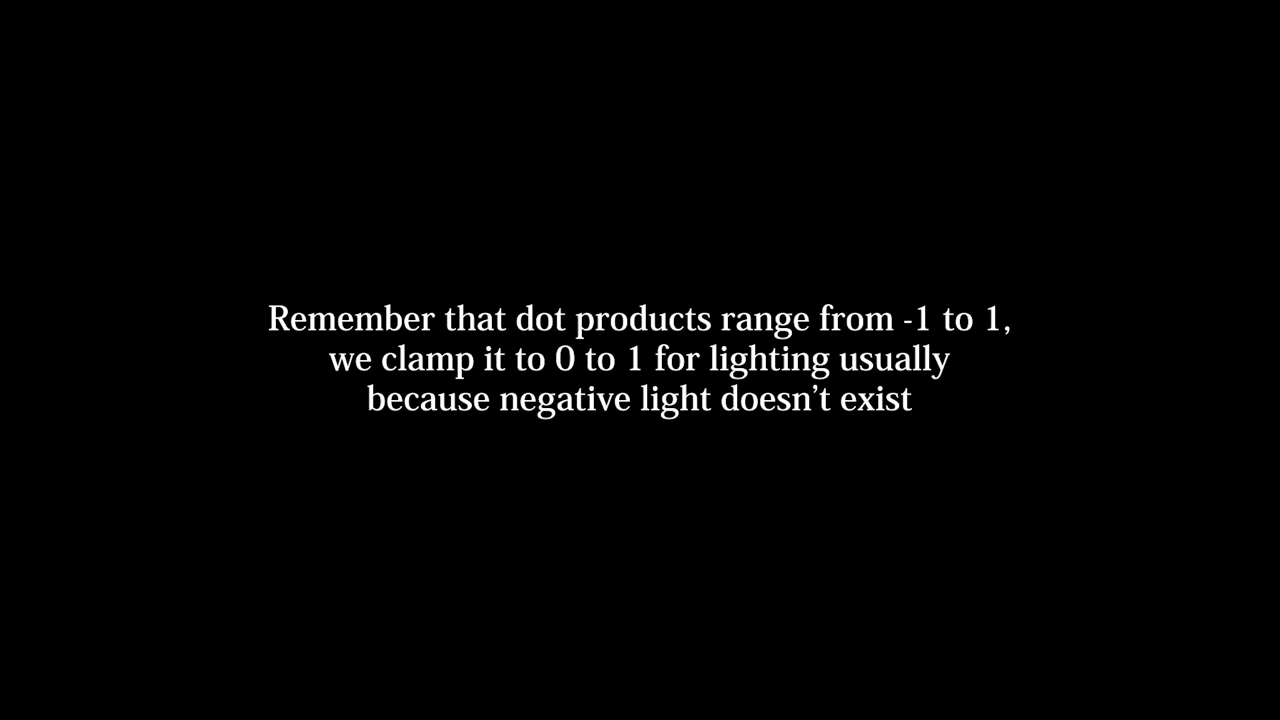 Remember that dot products range from -1 to 1,
we clamp it to 0 to 1 for lighting usually
because negative light doesn’t exist